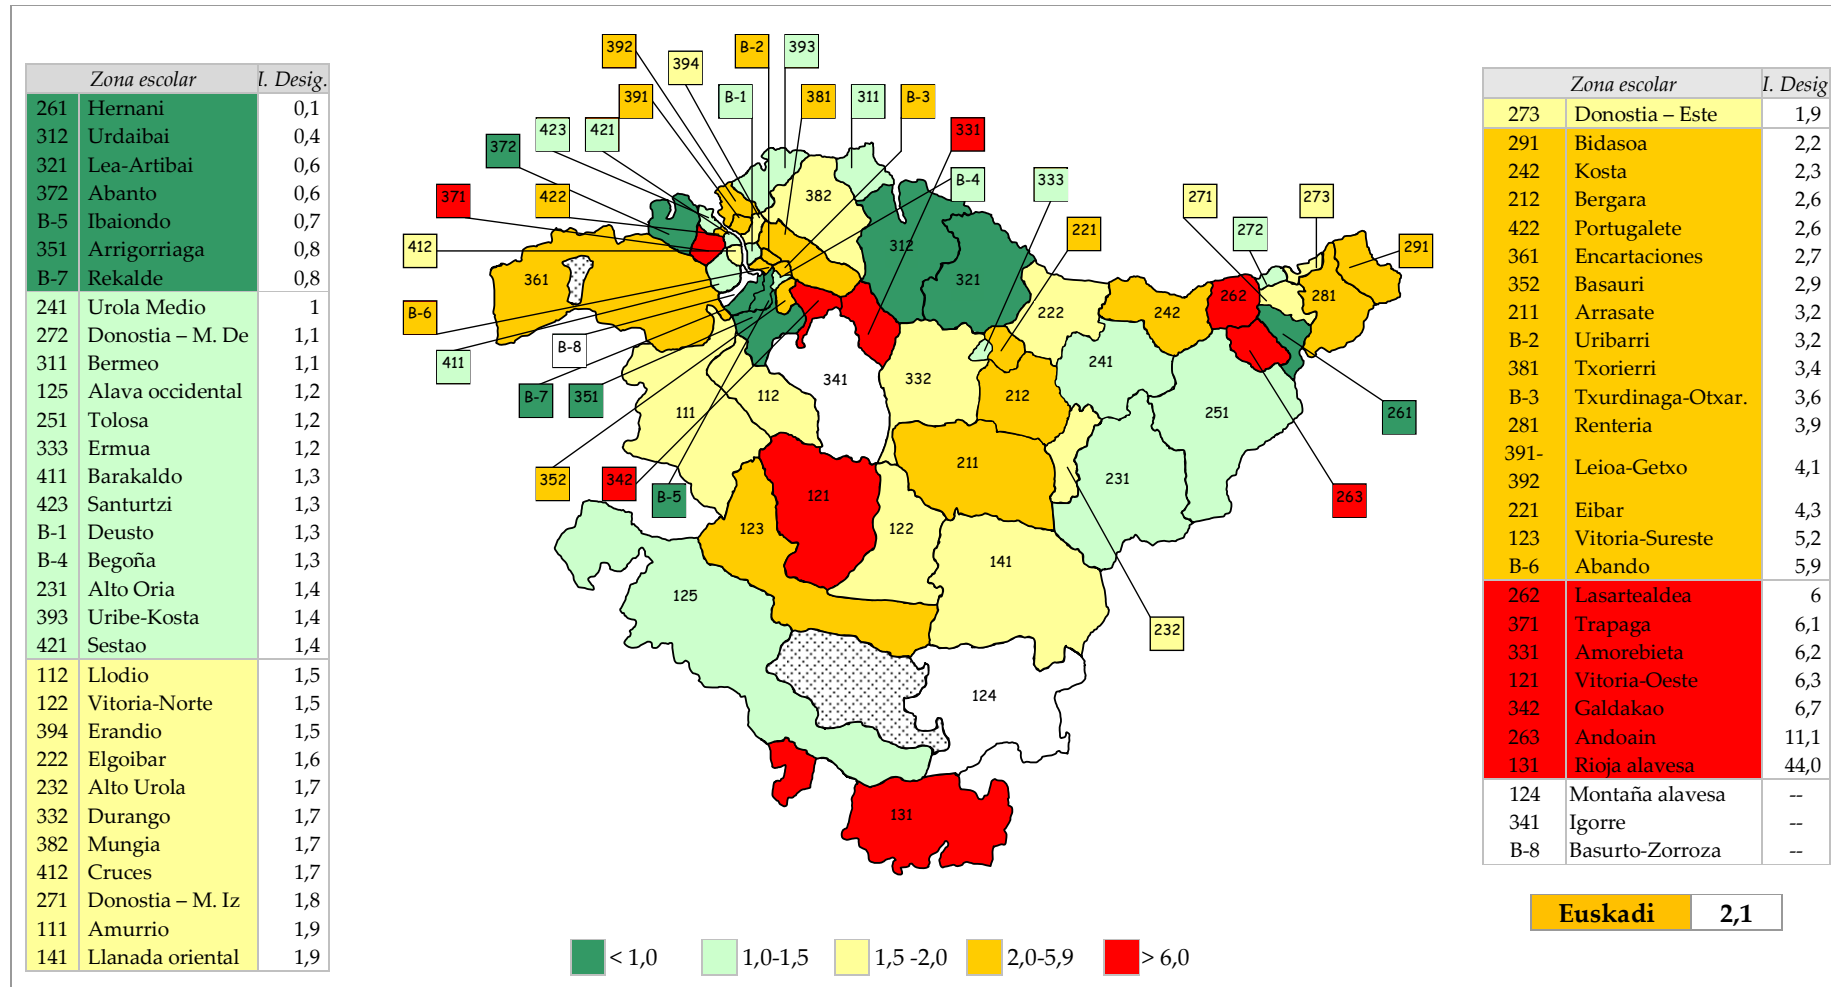 Zona escolar I. Desig.
261 Hernani 0,1
312 Urdaibai 0,4
321 Lea-Artibai 0,6
372 Abanto 0,6
B-5 Ibaiondo 0,7
351 Arrigorriaga 0,8
B-7 Rekalde 0,8
241 Urola Medio 1
272 Donostia – M. De 1,1
311 Bermeo 1,1
125 Alava occidental 1,2
251 Tolosa 1,2
333 Ermua 1,2
411 Barakaldo 1,3
423 Santurtzi 1,3
B-1 Deusto 1,3
B-4 Begoña 1,3
231 Alto Oria 1,4
393 Uribe-Kosta 1,4
421 Sestao 1,4
112 Llodio 1,5
122 Vitoria-Norte 1,5
394 Erandio 1,5
222 Elgoibar 1,6
232 Alto Urola 1,7
332 Durango 1,7
382 Mungia 1,7
412 Cruces 1,7
271 Donostia – M. Iz 1,8
111 Amurrio 1,9
141 Llanada oriental 1,9
392 B-2 393
394
391 B-1 381 311 B-3
423 421 331
372
B-4 333
371 422 382 271 273
412 312 221 272 291
361 321 262 281
B-6 222 242
B-8 411 241
341 332
B-7 351 112 212 251 261
111
211
352 342 B-5 121 231 263
123 122
141
125
232
124
131
< 1,0 1,0-1,5 1,5 -2,0 2,0-5,9 > 6,0
Zona escolar I. Desig
273 Donostia – Este 1,9
291 Bidasoa 2,2
242 Kosta 2,3
212 Bergara 2,6
422 Portugalete 2,6
361 Encartaciones 2,7
352 Basauri 2,9
211 Arrasate 3,2
B-2 Uribarri 3,2
381 Txorierri 3,4
B-3 Txurdinaga-Otxar. 3,6
281 Renteria 3,9
391-
392 Leioa-Getxo 4,1
221 Eibar 4,3
123 Vitoria-Sureste 5,2
B-6 Abando 5,9
262 Lasartealdea 6
371 Trapaga 6,1
331 Amorebieta 6,2
121 Vitoria-Oeste 6,3
342 Galdakao 6,7
263 Andoain 11,1
131 Rioja alavesa 44,0
124 Montaña alavesa --
341 Igorre --
B-8 Basurto-Zorroza --
Euskadi 2,1